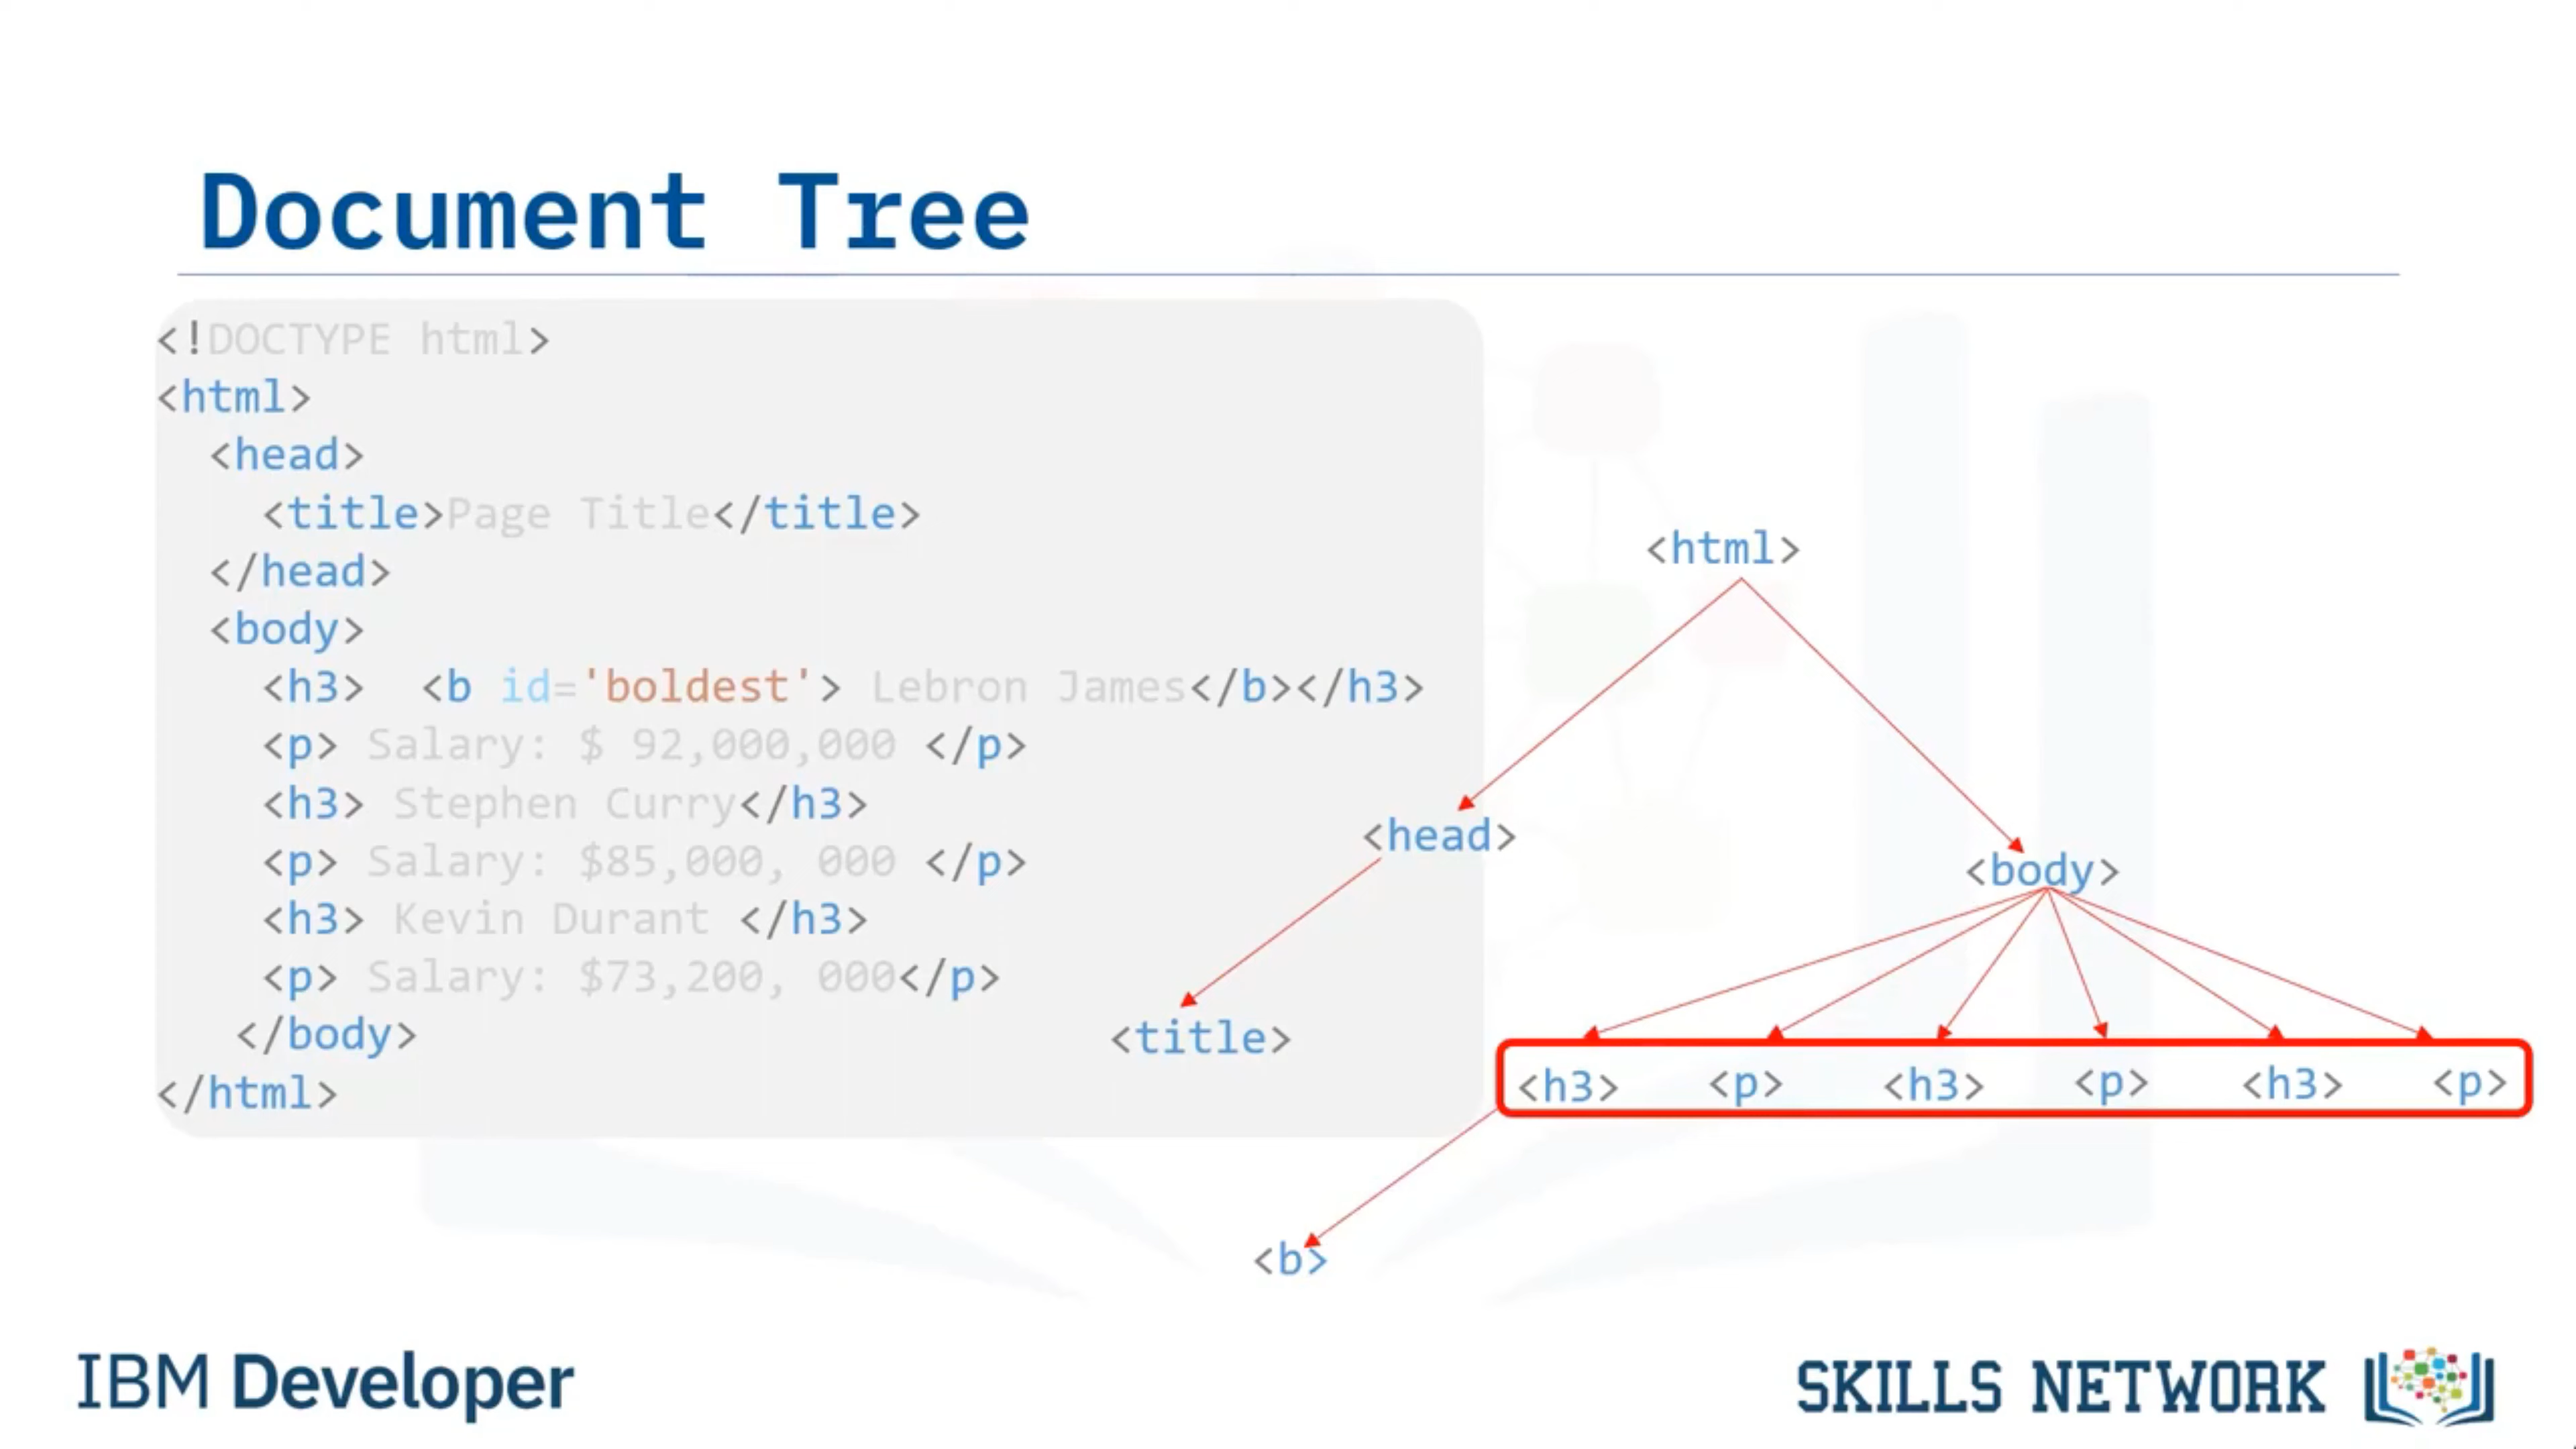 Document Tree
<!DOCTYPE html>
<html>
<head>
<title>Page Title</title>
</head>
<body>
<h3>  <b id='boldest'> Lebron James</b></h3>
<p> Salary: $ 92,000,000 </p>
<h3> Stephen Curry</h3>
<p> Salary: $85,000, 000 </p>
<h3> Kevin Durant </h3>
<p> Salary: $73,200, 000</p>
</body>
</html>
<html>
<head>
<body>
<title>
<h3> <p> <h3> <p> <h3> <p>
<b>
IBM Developer
SKILLS NETWORK